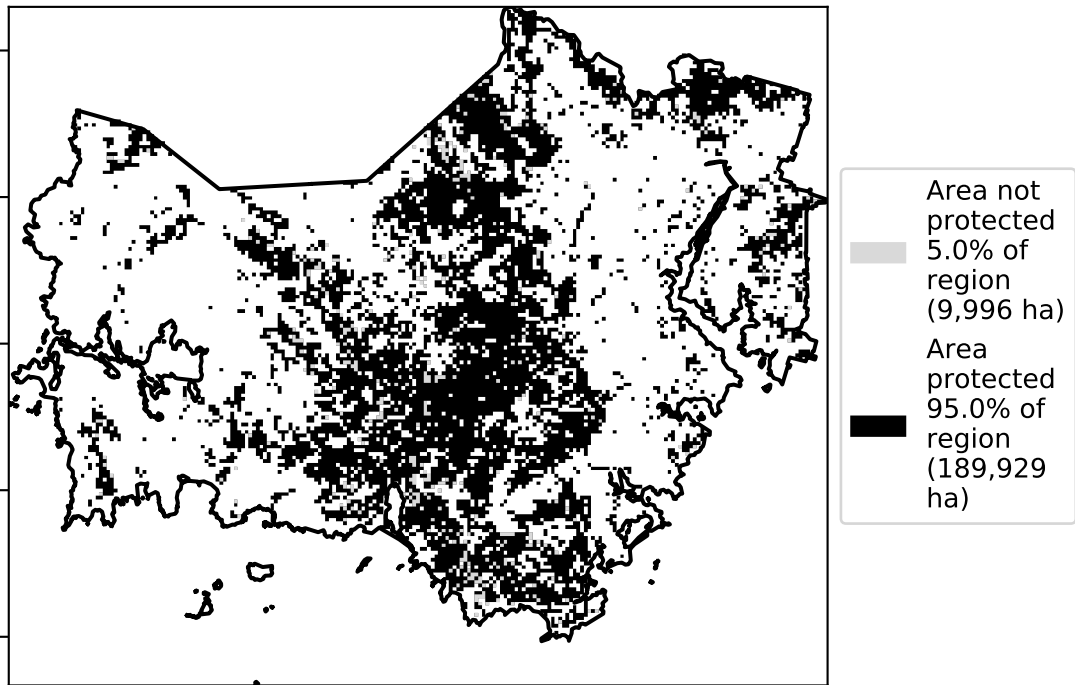 Area not
protected
5.0% of
region
(9,996 ha)
Area
protected
95.0% of
region
(189,929
ha)